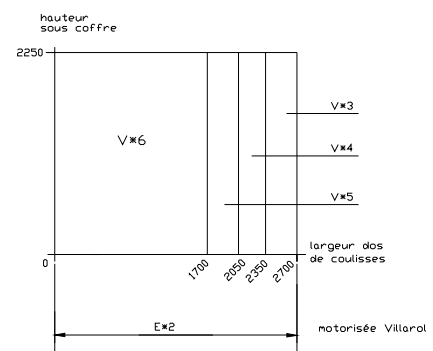 hauteur
sous coffre
2250
V*3
V*6
V*4
V*5
largeur dos
de coulisses
0
1700
2050
2350
2700
E*2
motorisée Villarol